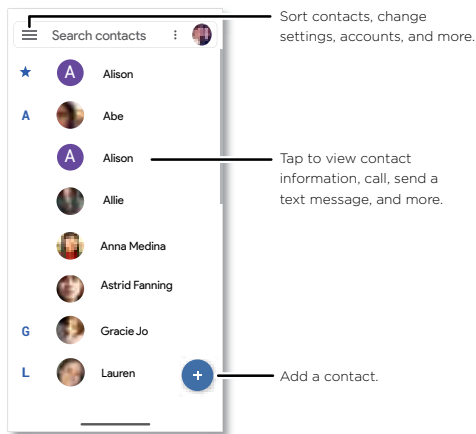 Search contacts
Sort contacts, change
settings, accounts, and more.
A Alison
A Abe
A Alison
Tap to view contact
information, call, send a
text message, and more.
Allie
Anna Medina
Astrid Fanning
G Gracie Jo
L Lauren
Add a contact.